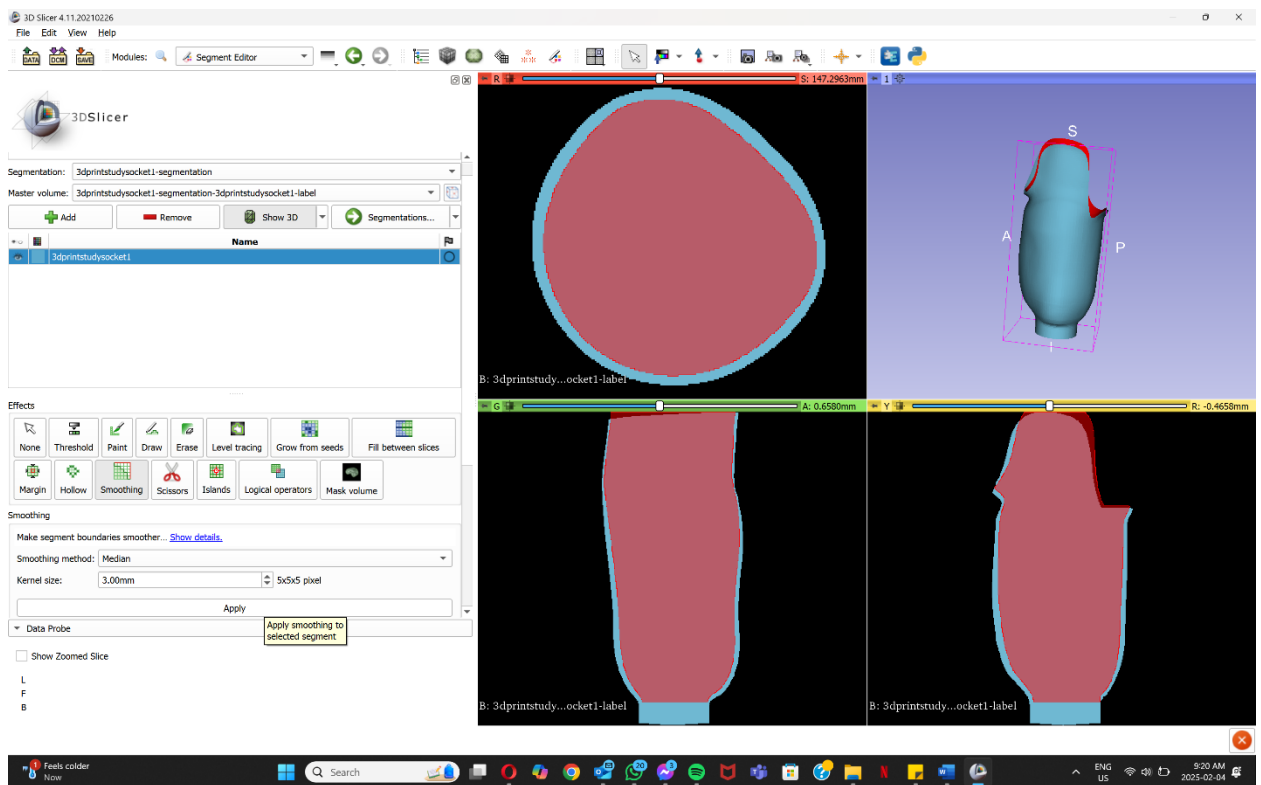 3D Slicer 4.11.20210226
File Edit View Help
DATA DCM SAVE Modules: Segment Editor
R S: 147.2963mm 1
3DSlicer
Segmentation: 3dprintstudysocket1-segmentation
Master volume: 3dprintstudysocket1-segmentation-3dprintstudysocket1-label
Add Remove Show 3D Segmentations...
Name
3dprintstudysocket1
S
A
P
I
B: 3dprintstudy...ocket1-label
G A: 0.6580mm Y R: -0.4658mm
Effects
None Threshold Paint Draw Erase Level tracing Grow from seeds Fill between slices
Margin Hollow Smoothing Scissors Islands Logical operators Mask volume
Smoothing
Make segment boundaries smoother... Show details.
Smoothing method: Median
Kernel size: 3.00mm 5x5x5 pixel
Apply
Apply smoothing to
selected segment
Data Probe
Show Zoomed Slice
L
F
B
B: 3dprintstudy...ocket1-label B: 3dprintstudy...ocket1-label
1 Feels colder
Now
Search
20
3
ENG
US
9:20 AM
2025-02-04